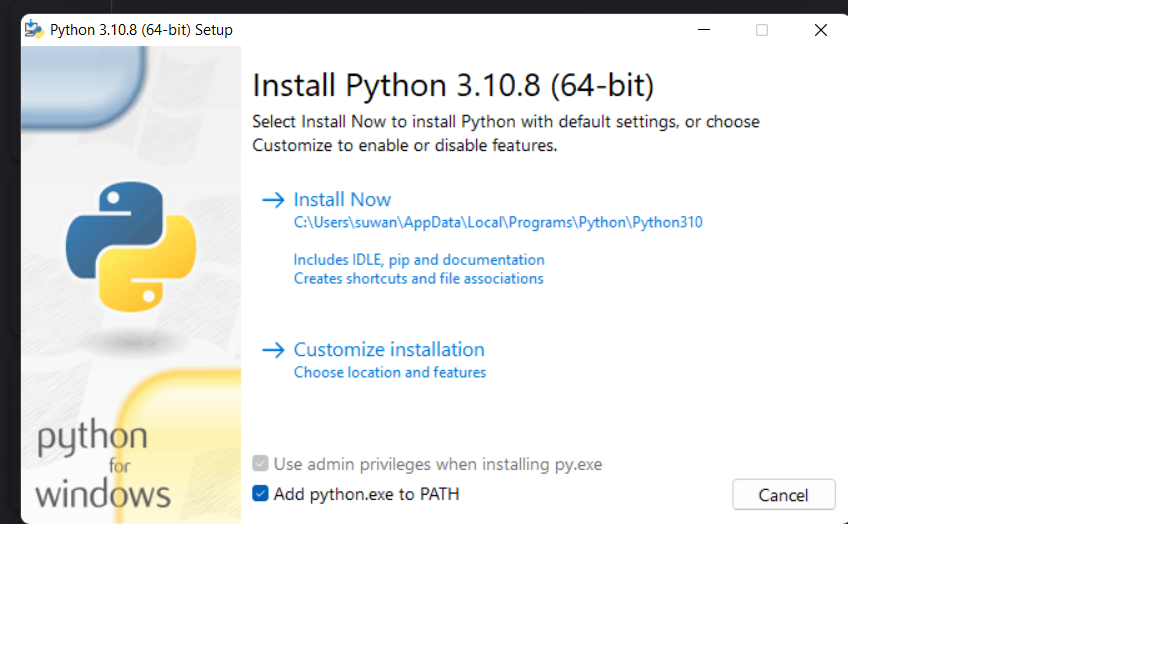 Python 3.10.8 (64-bit) Setup
Install Python 3.10.8 (64-bit)
Select Install Now to install Python with default settings, or choose
Customize to enable or disable features.
Install Now
C:\Users\suwan\AppData\Local\Programs\Python\Python310
Includes IDLE, pip and documentation
Creates shortcuts and file associations
Customize installation
Choose location and features
python
for
windows
Use admin privileges when installing py.exe
Add python.exe to PATH
Cancel